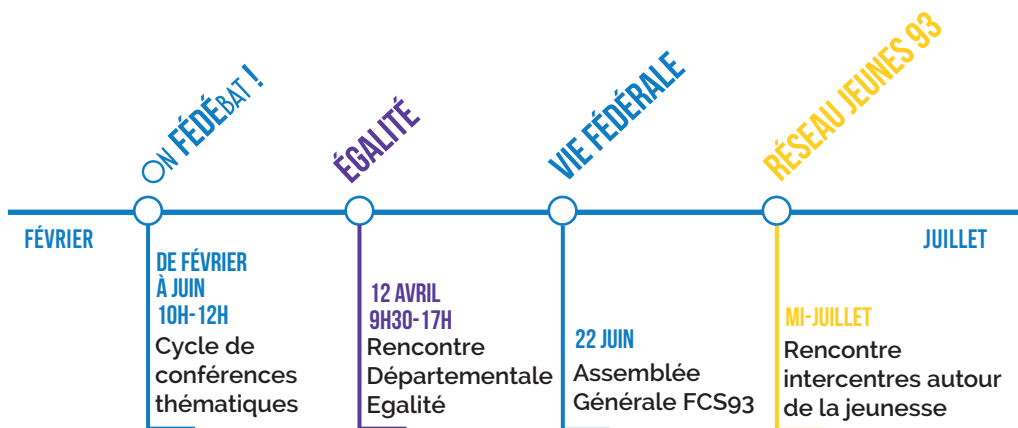 ON FÉDÉBAT !
ÉGALITÉ
VIE FÉDÉRALE
RÉSEAU JEUNES 93
FÉVRIER
JUILLET
DE FÉVRIER
À JUIN
10H-12H
Cycle de
conférences
thématiques
12 AVRIL
9H30-17H
Rencontre
Départementale
Egalité
22 JUIN
Assemblée
Générale FCS93
MI-JUILLET
Rencontre
intercentres autour
de la jeunesse